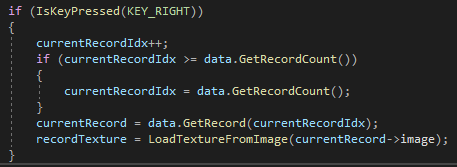 if (IsKeyPressed(KEY_RIGHT))
{
currentRecordIdx++;
if (currentRecordIdx >= data.GetRecordCount())
{
currentRecordIdx = data.GetRecordCount();
}
currentRecord = data.GetRecord(currentRecordIdx);
recordTexture = LoadTextureFromImage(currentRecord->image);
}